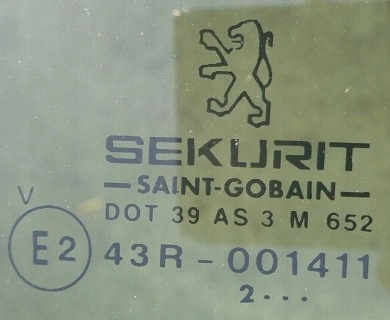 SEKURIT
—SAINT-GOBAIN—
DOT 39 AS 3 M 652
V
E2 43R-001411
2...